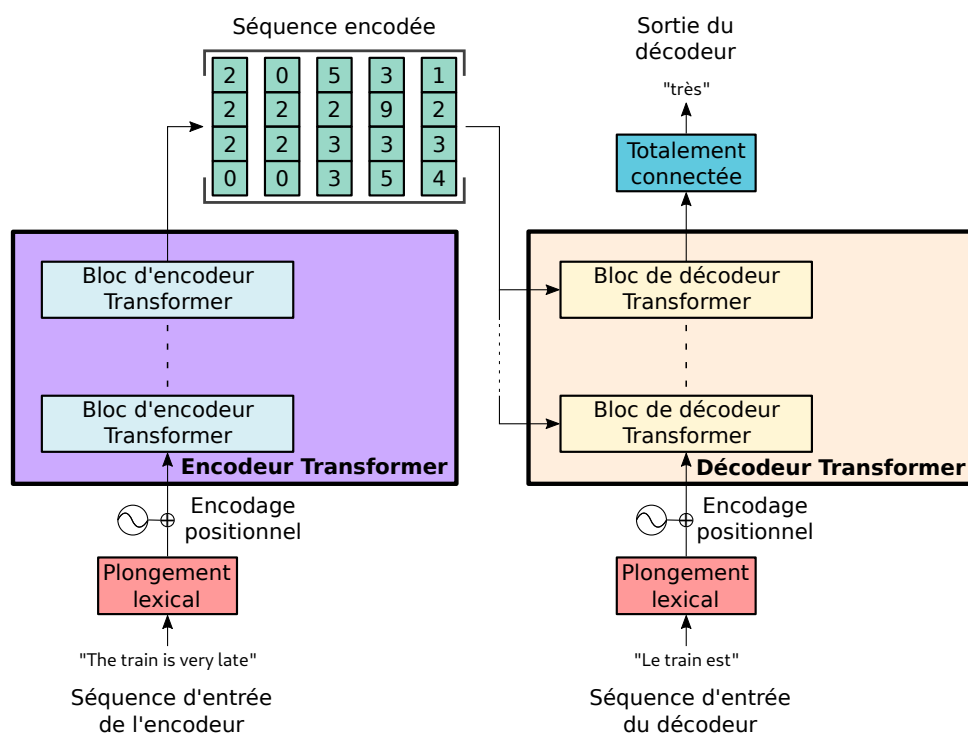 Séquence encodée
2 0 5 3 1
2 2 2 9 2
2 2 3 3 3
0 0 3 5 4
Sortie du
décodeur
"très"
Totalement
connectée
Bloc d'encodeur
Transformer
Bloc d'encodeur
Transformer
Encodeur Transformer
Bloc de décodeur
Transformer
Bloc de décodeur
Transformer
Décodeur Transformer
Encodage
positionnel
Plongement
lexical
"The train is very late"
Séquence d'entrée
de l'encodeur
Encodage
positionnel
Plongement
lexical
"Le train est"
Séquence d'entrée
du décodeur